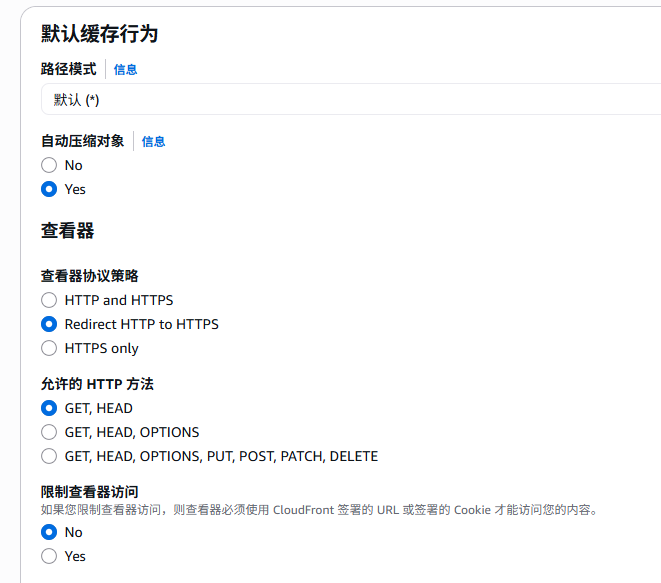 默认缓存行为
路径模式 信息
默认 (*)
自动压缩对象 信息
No
Yes
查看器
查看器协议策略
HTTP and HTTPS
Redirect HTTP to HTTPS
HTTPS only
允许的 HTTP 方法
GET, HEAD
GET, HEAD, OPTIONS
GET, HEAD, OPTIONS, PUT, POST, PATCH, DELETE
限制查看器访问
如果您限制查看器访问，则查看器必须使用 CloudFront 签署的 URL 或签署的 Cookie 才能访问您的内容。
No
Yes